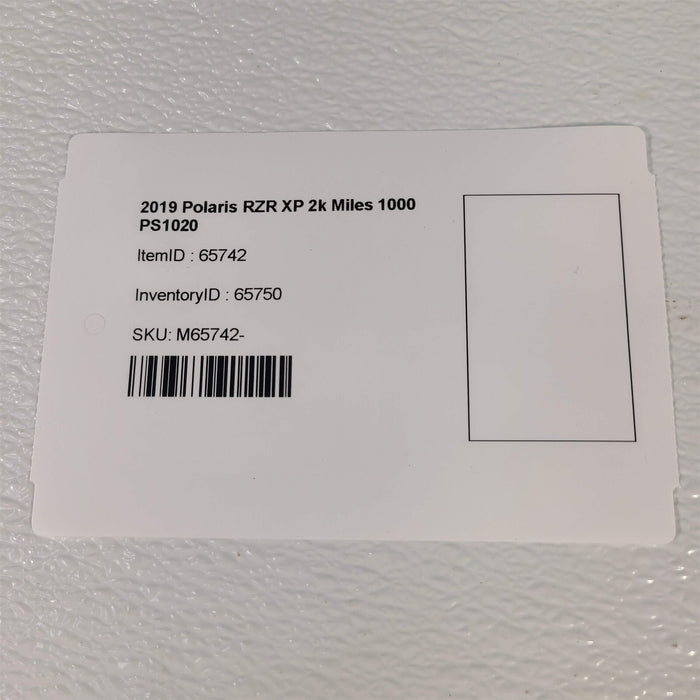 2019 Polaris RZR XP 2k Miles 1000
PS1020
ItemID : 65742
InventoryID : 65750
SKU: M65742-